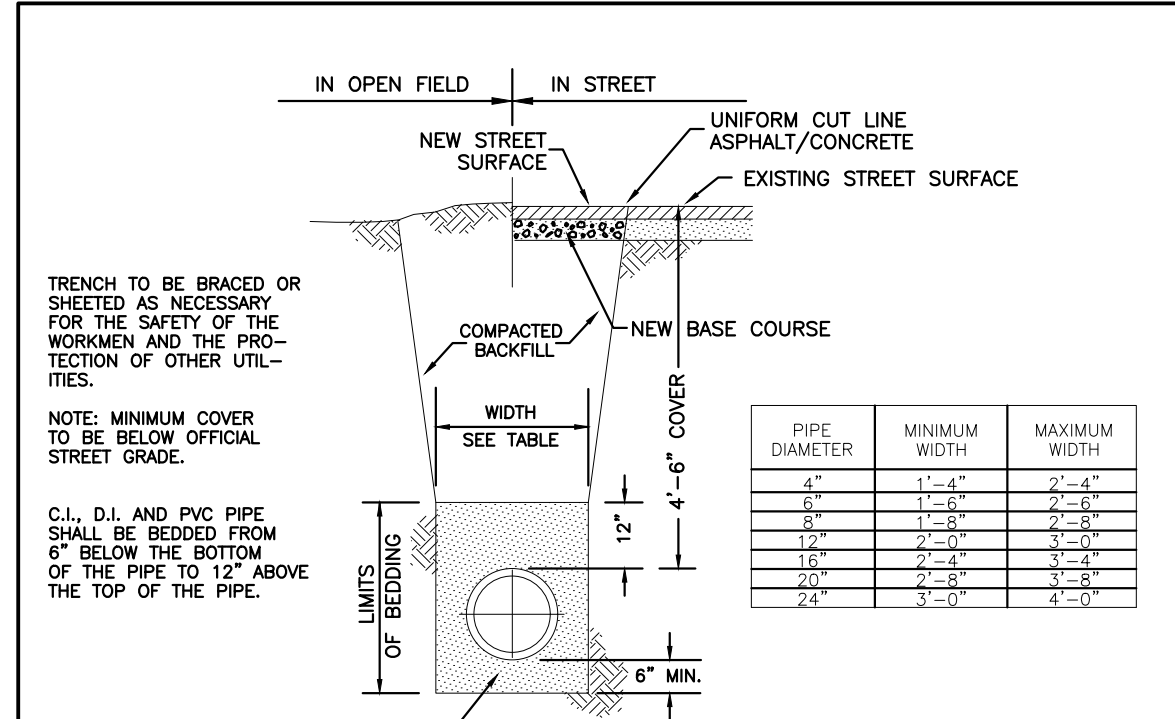 IN OPEN FIELD
IN STREET
NEW STREET
SURFACE
UNIFORM CUT LINE
ASPHALT/CONCRETE
EXISTING STREET SURFACE
TRENCH TO BE BRACED OR
SHEETED AS NECESSARY
FOR THE SAFETY OF THE
WORKMEN AND THE PRO–
TECTION OF OTHER UTIL–
ITIES.
NOTE: MINIMUM COVER
TO BE BELOW OFFICIAL
STREET GRADE.
C.I., D.I. AND PVC PIPE
SHALL BE BEDDED FROM
6" BELOW THE BOTTOM
OF THE PIPE TO 12" ABOVE
THE TOP OF THE PIPE.
COMPACTED
BACKFILL
NEW BASE COURSE
WIDTH
SEE TABLE
4'–6" COVER
12"
LIMITS
OF BEDDING
6" MIN.
PIPE DIAMETER MINIMUM WIDTH MAXIMUM WIDTH
4" 1'–4" 2'–4"
6" 1'–6" 2'–6"
8" 1'–8" 2'–8"
12" 2'–0" 3'–0"
16" 2'–4" 3'–4"
20" 2'–8" 3'–8"
24" 3'–0" 4'–0"